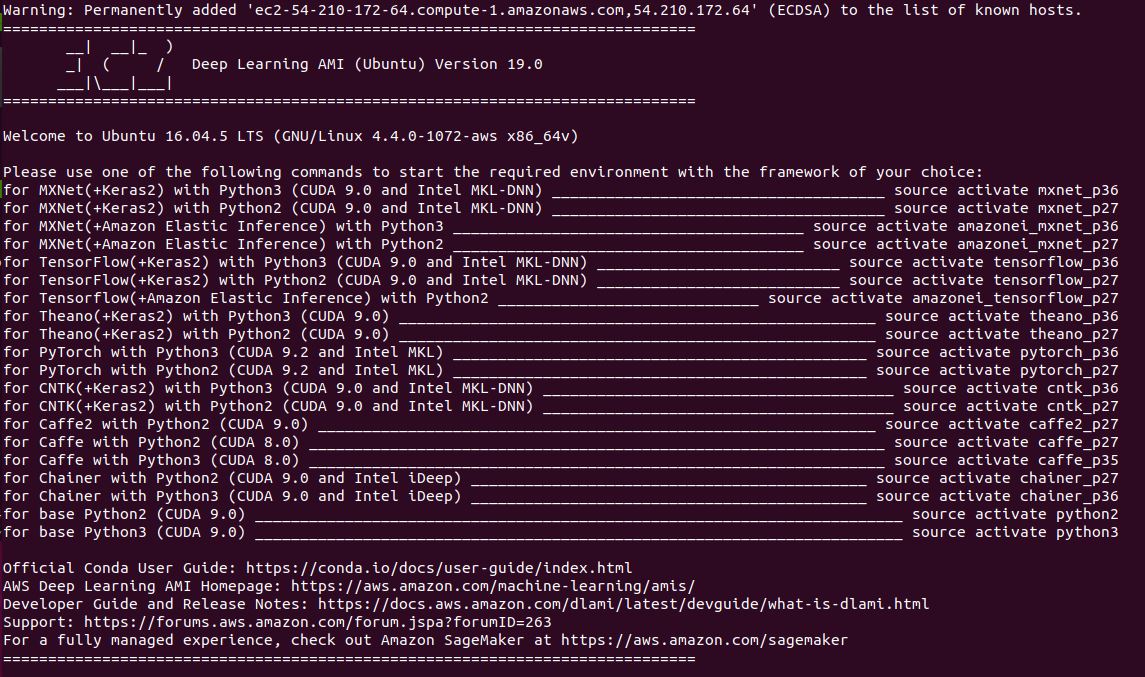 Warning: Permanently added 'ec2-54-210-172-64.compute-1.amazonaws.com,54.210.172.64' (ECDSA) to the list of known hosts.
=============================================================================
       __|  __|_  )
       _|  (     /   Deep Learning AMI (Ubuntu) Version 19.0
      ___|\___|___|
=============================================================================
Welcome to Ubuntu 16.04.5 LTS (GNU/Linux 4.4.0-1072-aws x86_64v)
Please use one of the following commands to start the required environment with the framework of your choice:
for MXNet(+Keras2) with Python3 (CUDA 9.0 and Intel MKL-DNN) _____________________________________ source activate mxnet_p36
for MXNet(+Keras2) with Python2 (CUDA 9.0 and Intel MKL-DNN) _____________________________________ source activate mxnet_p27
for MXNet(+Amazon Elastic Inference) with Python3 _______________________________________ source activate amazonei_mxnet_p36
for MXNet(+Amazon Elastic Inference) with Python2 _______________________________________ source activate amazonei_mxnet_p27
for TensorFlow(+Keras2) with Python3 (CUDA 9.0 and Intel MKL-DNN) ___________________________ source activate tensorflow_p36
for TensorFlow(+Keras2) with Python2 (CUDA 9.0 and Intel MKL-DNN) ___________________________ source activate tensorflow_p27
for Tensorflow(+Amazon Elastic Inference) with Python2 _____________________________ source activate amazonei_tensorflow_p27
for Theano(+Keras2) with Python3 (CUDA 9.0) _____________________________________________________ source activate theano_p36
for Theano(+Keras2) with Python2 (CUDA 9.0) _____________________________________________________ source activate theano_p27
for PyTorch with Python3 (CUDA 9.2 and Intel MKL) ______________________________________________ source activate pytorch_p36
for PyTorch with Python2 (CUDA 9.2 and Intel MKL) ______________________________________________ source activate pytorch_p27
for CNTK(+Keras2) with Python3 (CUDA 9.0 and Intel MKL-DNN) _______________________________________ source activate cntk_p36
for CNTK(+Keras2) with Python2 (CUDA 9.0 and Intel MKL-DNN) _______________________________________ source activate cntk_p27
for Caffe2 with Python2 (CUDA 9.0) ______________________________________________________________ source activate caffe2_p27
for Caffe with Python2 (CUDA 8.0) ________________________________________________________________ source activate caffe_p27
for Caffe with Python3 (CUDA 8.0) ________________________________________________________________ source activate caffe_p35
for Chainer with Python2 (CUDA 9.0 and Intel iDeep) ____________________________________________ source activate chainer_p27
for Chainer with Python3 (CUDA 9.0 and Intel iDeep) ____________________________________________ source activate chainer_p36
for base Python2 (CUDA 9.0) ________________________________________________________________________ source activate python2
for base Python3 (CUDA 9.0) ________________________________________________________________________ source activate python3
Official Conda User Guide: https://conda.io/docs/user-guide/index.html
AWS Deep Learning AMI Homepage: https://aws.amazon.com/machine-learning/amis/
Developer Guide and Release Notes: https://docs.aws.amazon.com/dlami/latest/devguide/what-is-dlami.html
Support: https://forums.aws.amazon.com/forum.jspa?forumID=263
For a fully managed experience, check out Amazon SageMaker at https://aws.amazon.com/sagemaker
=============================================================================